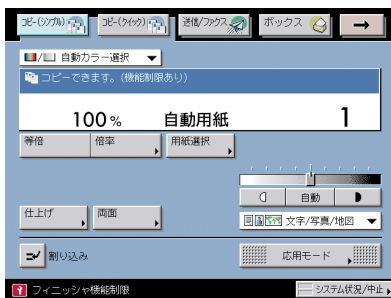 コピー(シンプル)
コピー(クイック)
送信/ファクス
ボックス
自動カラー選択
コピーできます。(機能制限あり)
100% 自動用紙 1
等倍 倍率 用紙選択
自動
仕上げ 両面 文字/写真/地図
割り込み 応用モード
フィニッシャ機能制限 システム状況/中止